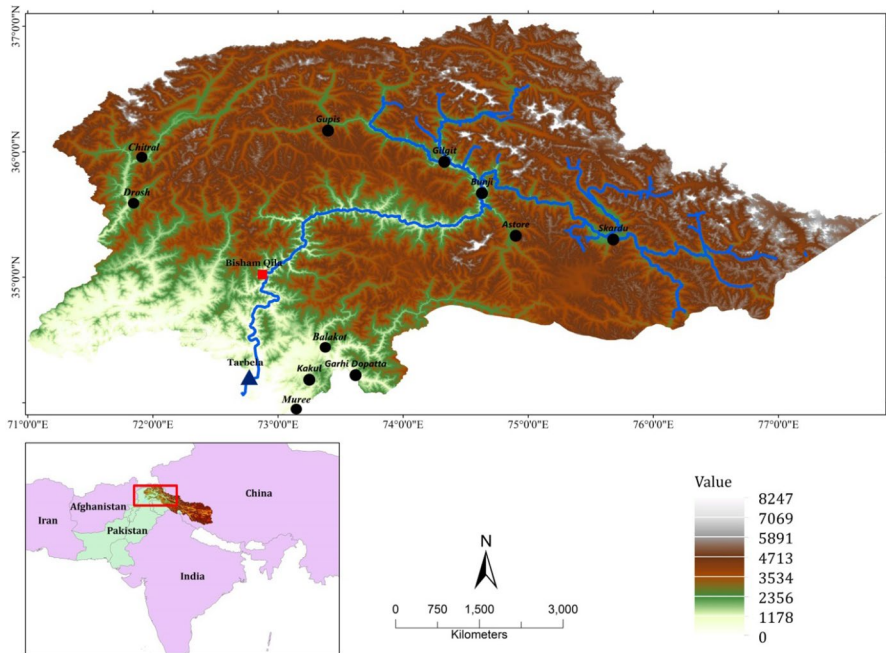 37°0'0"N
36°0'0"N
35°0'0"N
Chitral
Gupis
Gilgit
Drosh
Bunji
Astore
Skardu
Bisham Qila
Balakot
Tarbela
Kakul
Garhi Dopatta
Muree
71°0'0"E
72°0'0"E
73°0'0"E
74°0'0"E
75°0'0"E
76°0'0"E
77°0'0"E
China
Afghanistan
Iran
Pakistan
India
N
0 750 1,500 3,000
Kilometers
Value
8247
7069
5891
4713
3534
2356
1178
0